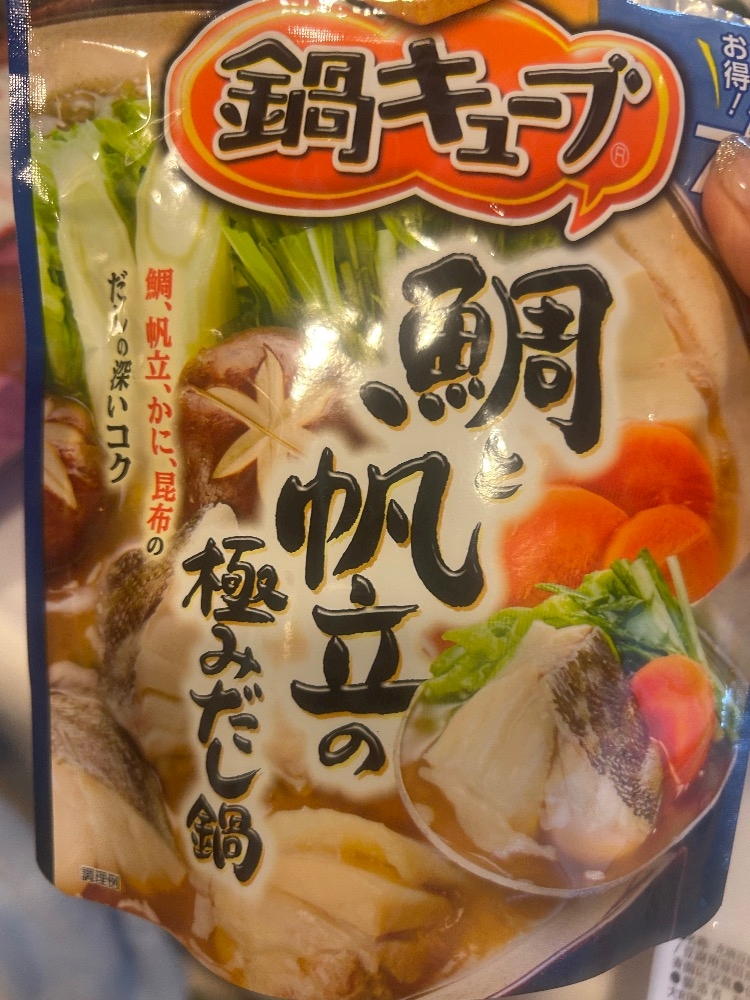 鍋キューブ
お得!
鯛と
帆立の
極みだし鍋
鯛、帆立、かに、昆布の
だしの深いコク
調理例